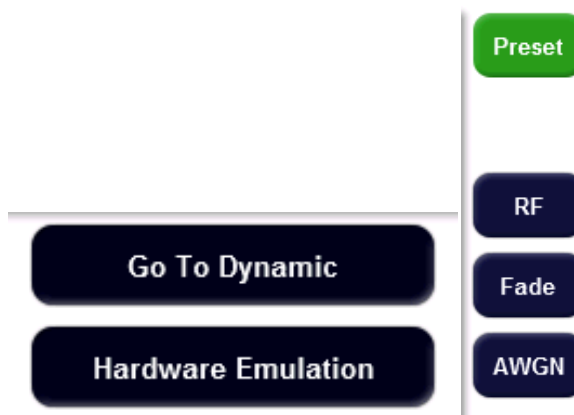 Preset
RF
Go To Dynamic
Fade
Hardware Emulation
AWGN